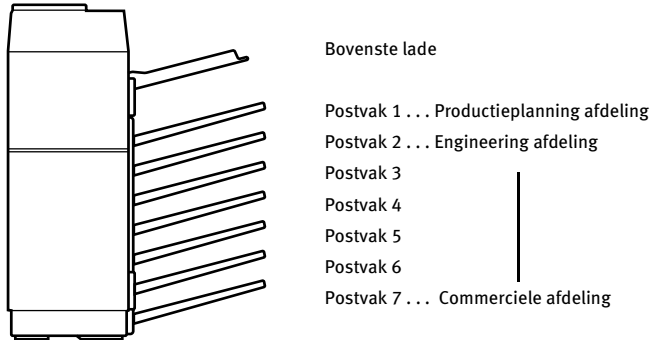 Bovenste lade
Postvak 1 . . . Productieplanning afdeling
Postvak 2 . . . Engineering afdeling
Postvak 3
Postvak 4
Postvak 5
Postvak 6
Postvak 7 . . . Commerciele afdeling